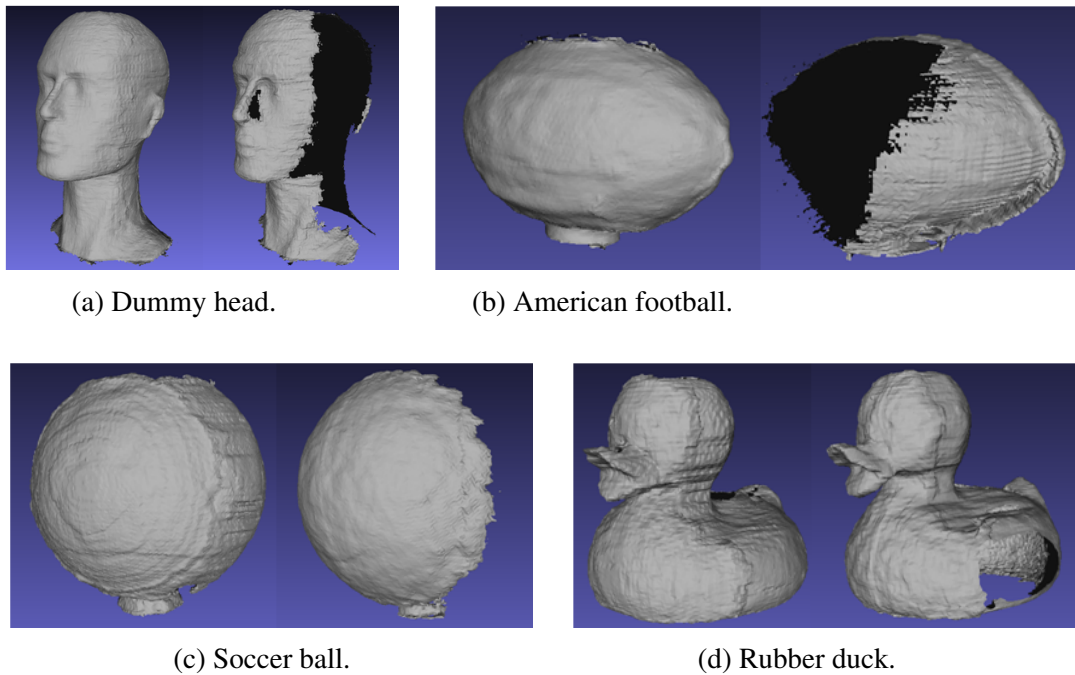 (a) Dummy head.
(b) American football.
(c) Soccer ball.
(d) Rubber duck.